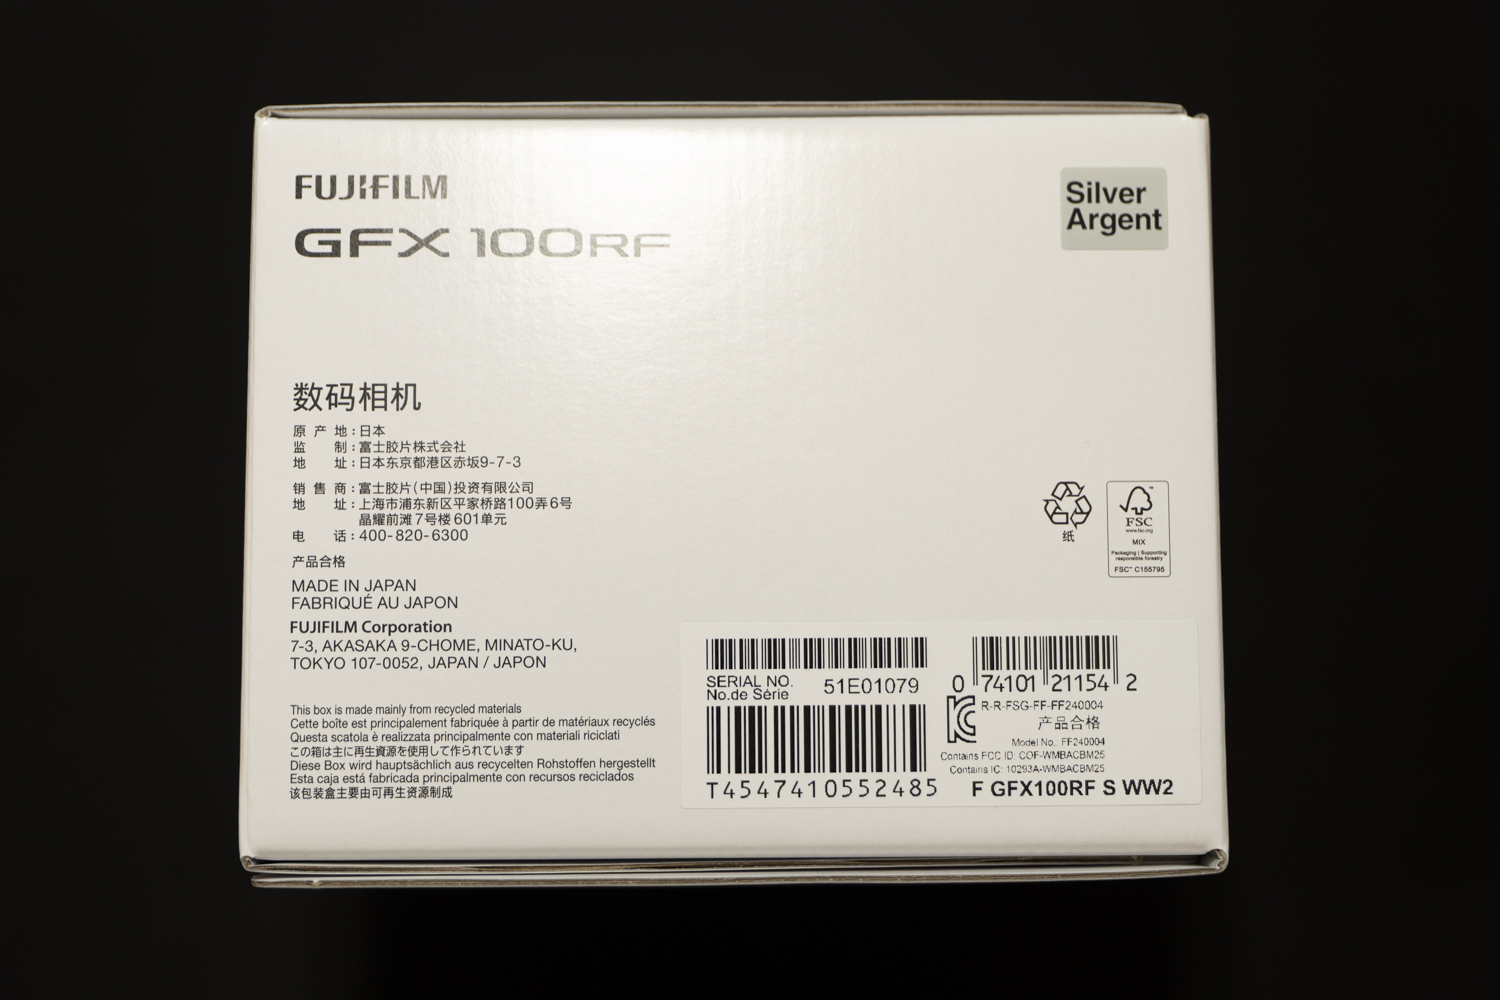 FUJIFILM
GFX 100RF
Silver
Argent
数码相机
原产地:日本
监制:富士胶片株式会社
地址:日本东京都港区赤坂9-7-3
销售商:富士胶片(中国)投资有限公司
地址:上海市浦东新区平家桥路100弄6号
晶耀前滩7号楼601单元
电话:400-820-6300
产品合格
MADE IN JAPAN
FABRIQUÉ AU JAPON
FUJIFILM Corporation
7-3, AKASAKA 9-CHOME, MINATO-KU,
TOKYO 107-0052, JAPAN / JAPON
This box is made mainly from recycled materials
Cette boîte est principalement fabriquée à partir de matériaux recyclés
Questa scatola è realizzata principalmente con materiali riciclati
この箱は主に再生資源を使用して作られています
Diese Box wird hauptsächlich aus recycelten Rohstoffen hergestellt
Esta caja está fabricada principalmente con recursos reciclados
该包装盒主要由可再生资源制成
纸
FSC
www.fsc.org
MIX
Packaging | Supporting
responsible forestry
FSC™ C155795
SERIAL NO.
No.de Série
51E01079
T4547410552485
0 74101 21154 2
R-R-FSG-FF-FF240004
产品合格
Model No.: FF240004
Contains FCC ID: COF-WMBACBM25
Contains IC: 10293A-WMBACBM25
F GFX100RF S WW2